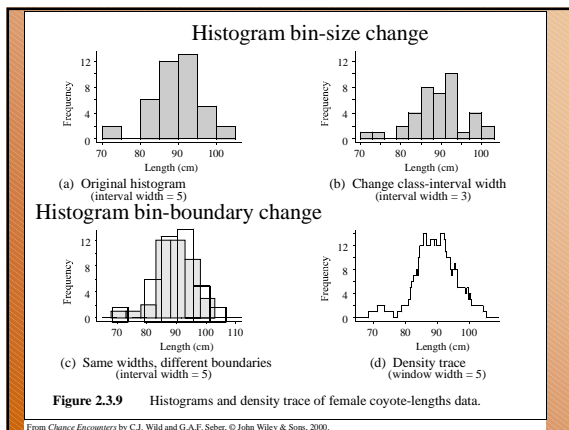 Histogram bin-size change
12
8
4
0
Frequency
70 80 90 100
Length (cm)
(a) Original histogram
(interval width = 5)
12
8
4
0
Frequency
70 80 90 100
Length (cm)
(b) Change class-interval width
(interval width = 3)
Histogram bin-boundary change
12
8
4
0
Frequency
70 80 90 100 110
Length (cm)
(c) Same widths, different boundaries
(interval width = 5)
12
8
4
0
Frequency
70 80 90 100
Length (cm)
(d) Density trace
(window width = 5)
Figure 2.3.9 Histograms and density trace of female coyote-lengths data.
From Chance Encounters by C.J. Wild and G.A.F. Seber, © John Wiley & Sons, 2000.